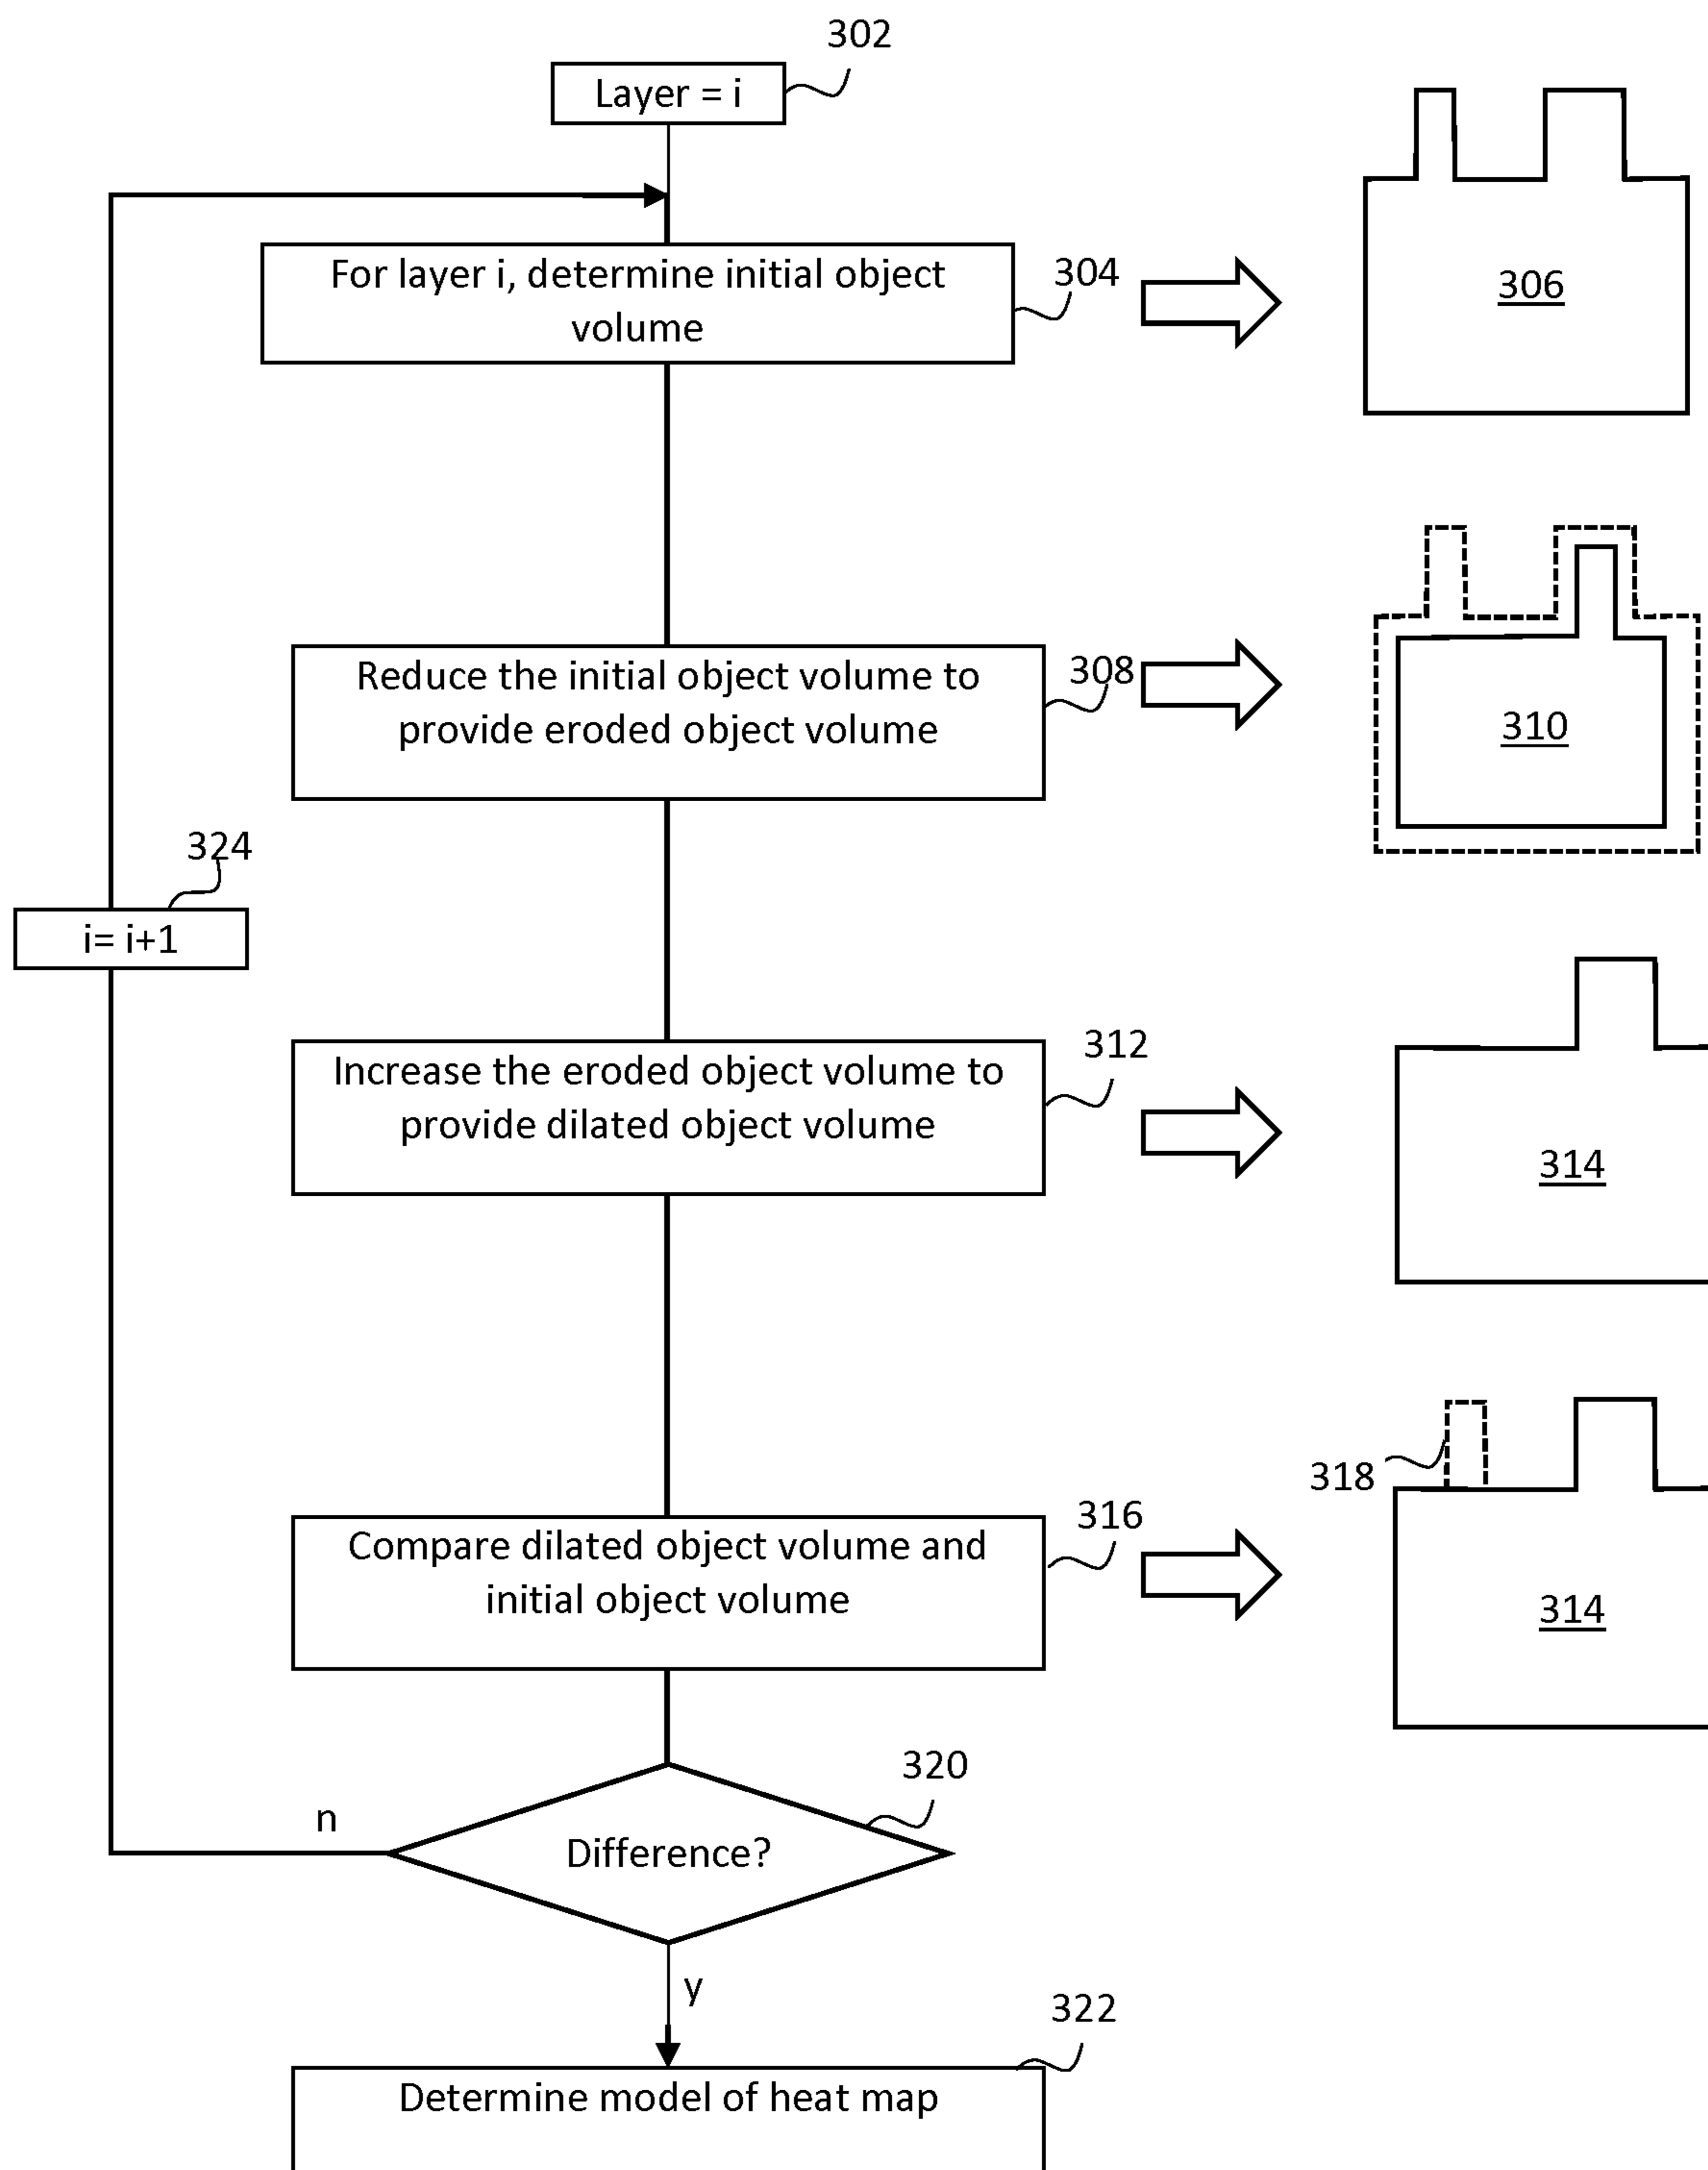 302
Layer = i
For layer i, determine initial object
volume
304
306
Reduce the initial object volume to
provide eroded object volume
308
310
324
i= i+1
Increase the eroded object volume to
provide dilated object volume
312
314
Compare dilated object volume and
initial object volume
316
318
314
320
n
Difference?
y
322
Determine model of heat map